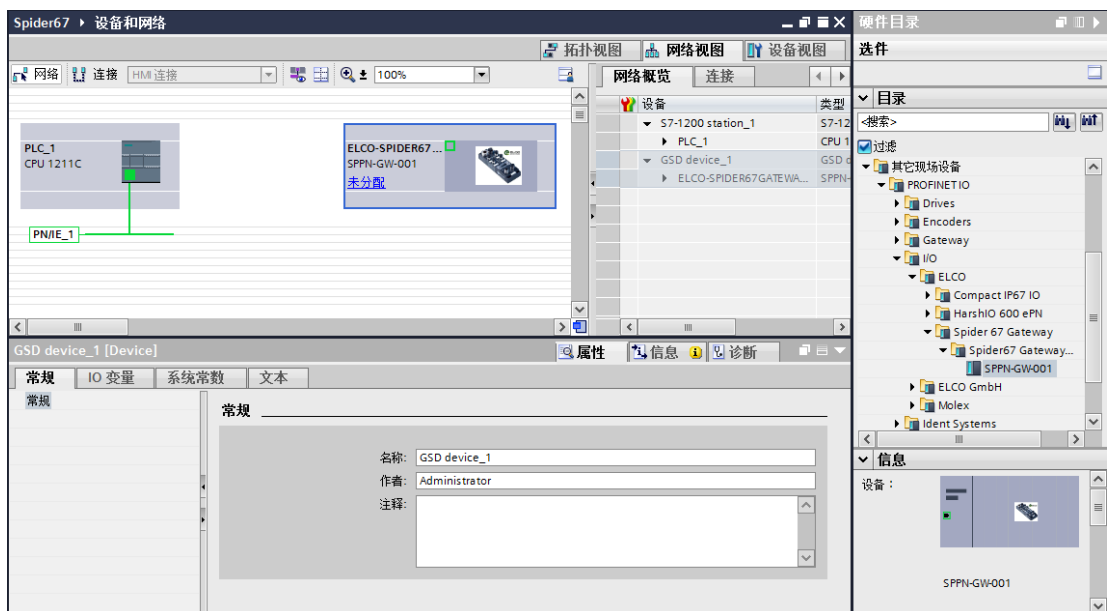 Spider67 ▸ 设备和网络
拓扑视图
网络视图
设备视图
网络
连接
HMI 连接
100%
PLC_1
CPU 1211C
ELCO-SPIDER67...
SPPN-GW-001
未分配
PN/IE_1
网络概览
连接
设备
类型
S7-1200 station_1
S7-12
PLC_1
CPU 1
GSD device_1
GSD d
ELCO-SPIDER67GATEWA...
SPPN-
GSD device_1 [Device]
属性
信息
诊断
常规
IO 变量
系统常数
文本
常规
常规
名称:
GSD device_1
作者:
Administrator
注释:
硬件目录
选件
目录
<搜索>
过滤
其它现场设备
PROFINET IO
Drives
Encoders
Gateway
I/O
ELCO
Compact IP67 IO
HarshIO 600 ePN
Spider 67 Gateway
Spider67 Gateway...
SPPN-GW-001
ELCO GmbH
Molex
Ident Systems
信息
设备：
SPPN-GW-001